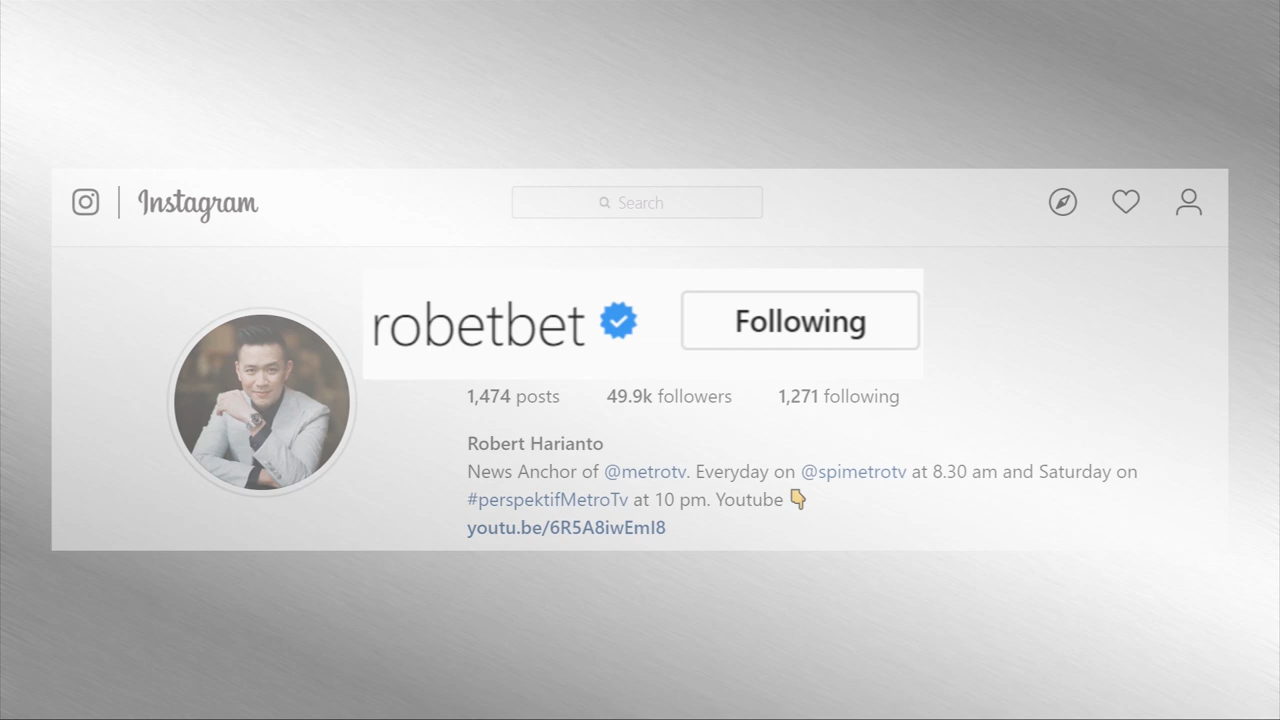 Instagram
Search
robetbet
Following
1,474 posts 49.9k followers 1,271 following
Robert Harianto
News Anchor of @metrotv. Everyday on @spimetrotv at 8.30 am and Saturday on
#perspektifMetroTv at 10 pm. Youtube 👇
youtu.be/6R5A8iwEmI8